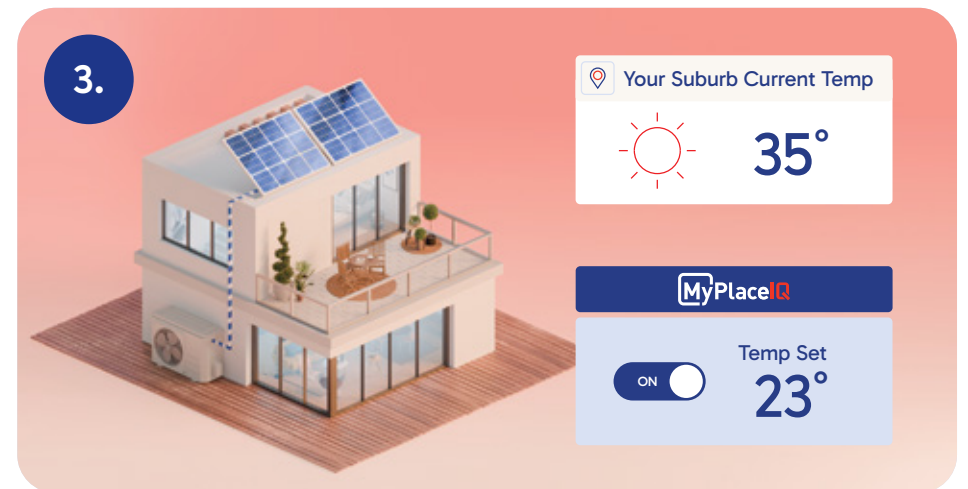 3.
Your Suburb Current Temp
35°
MyPlaceIQ
Temp Set
ON
23°